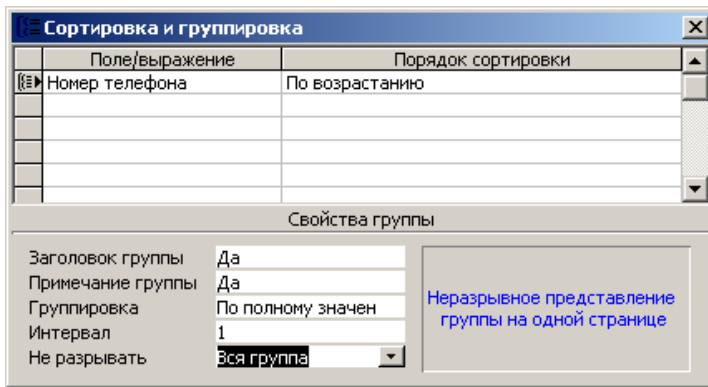 Сортировка и группировка
Поле/выражение Порядок сортировки
Номер телефона По возрастанию
Свойства группы
Заголовок группы Да
Примечание группы Да
Группировка По полному значен
Интервал 1
Не разрывать Вся группа
Неразрывное представление
группы на одной странице